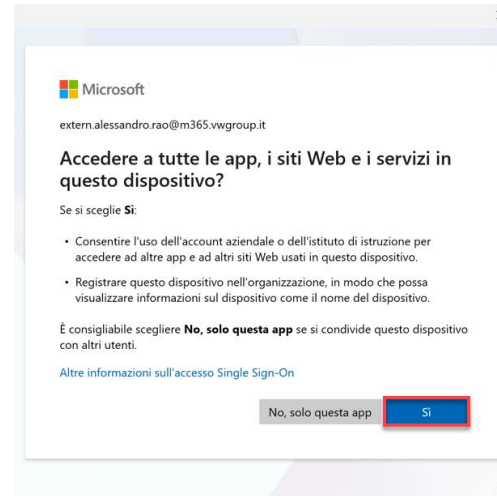 Microsoft
extern.alessandro.rao@m365.vwgroup.it
Accedere a tutte le app, i siti Web e i servizi in
questo dispositivo?
Se si sceglie Sì:
• Consentire l'uso dell'account aziendale o dell'istituto di istruzione per
accedere ad altre app e ad altri siti Web usati in questo dispositivo.
• Registrare questo dispositivo nell'organizzazione, in modo che possa
visualizzare informazioni sul dispositivo come il nome del dispositivo.
È consigliabile scegliere No, solo questa app se si condivide questo dispositivo
con altri utenti.
Altre informazioni sull'accesso Single Sign-On
No, solo questa app
Sì